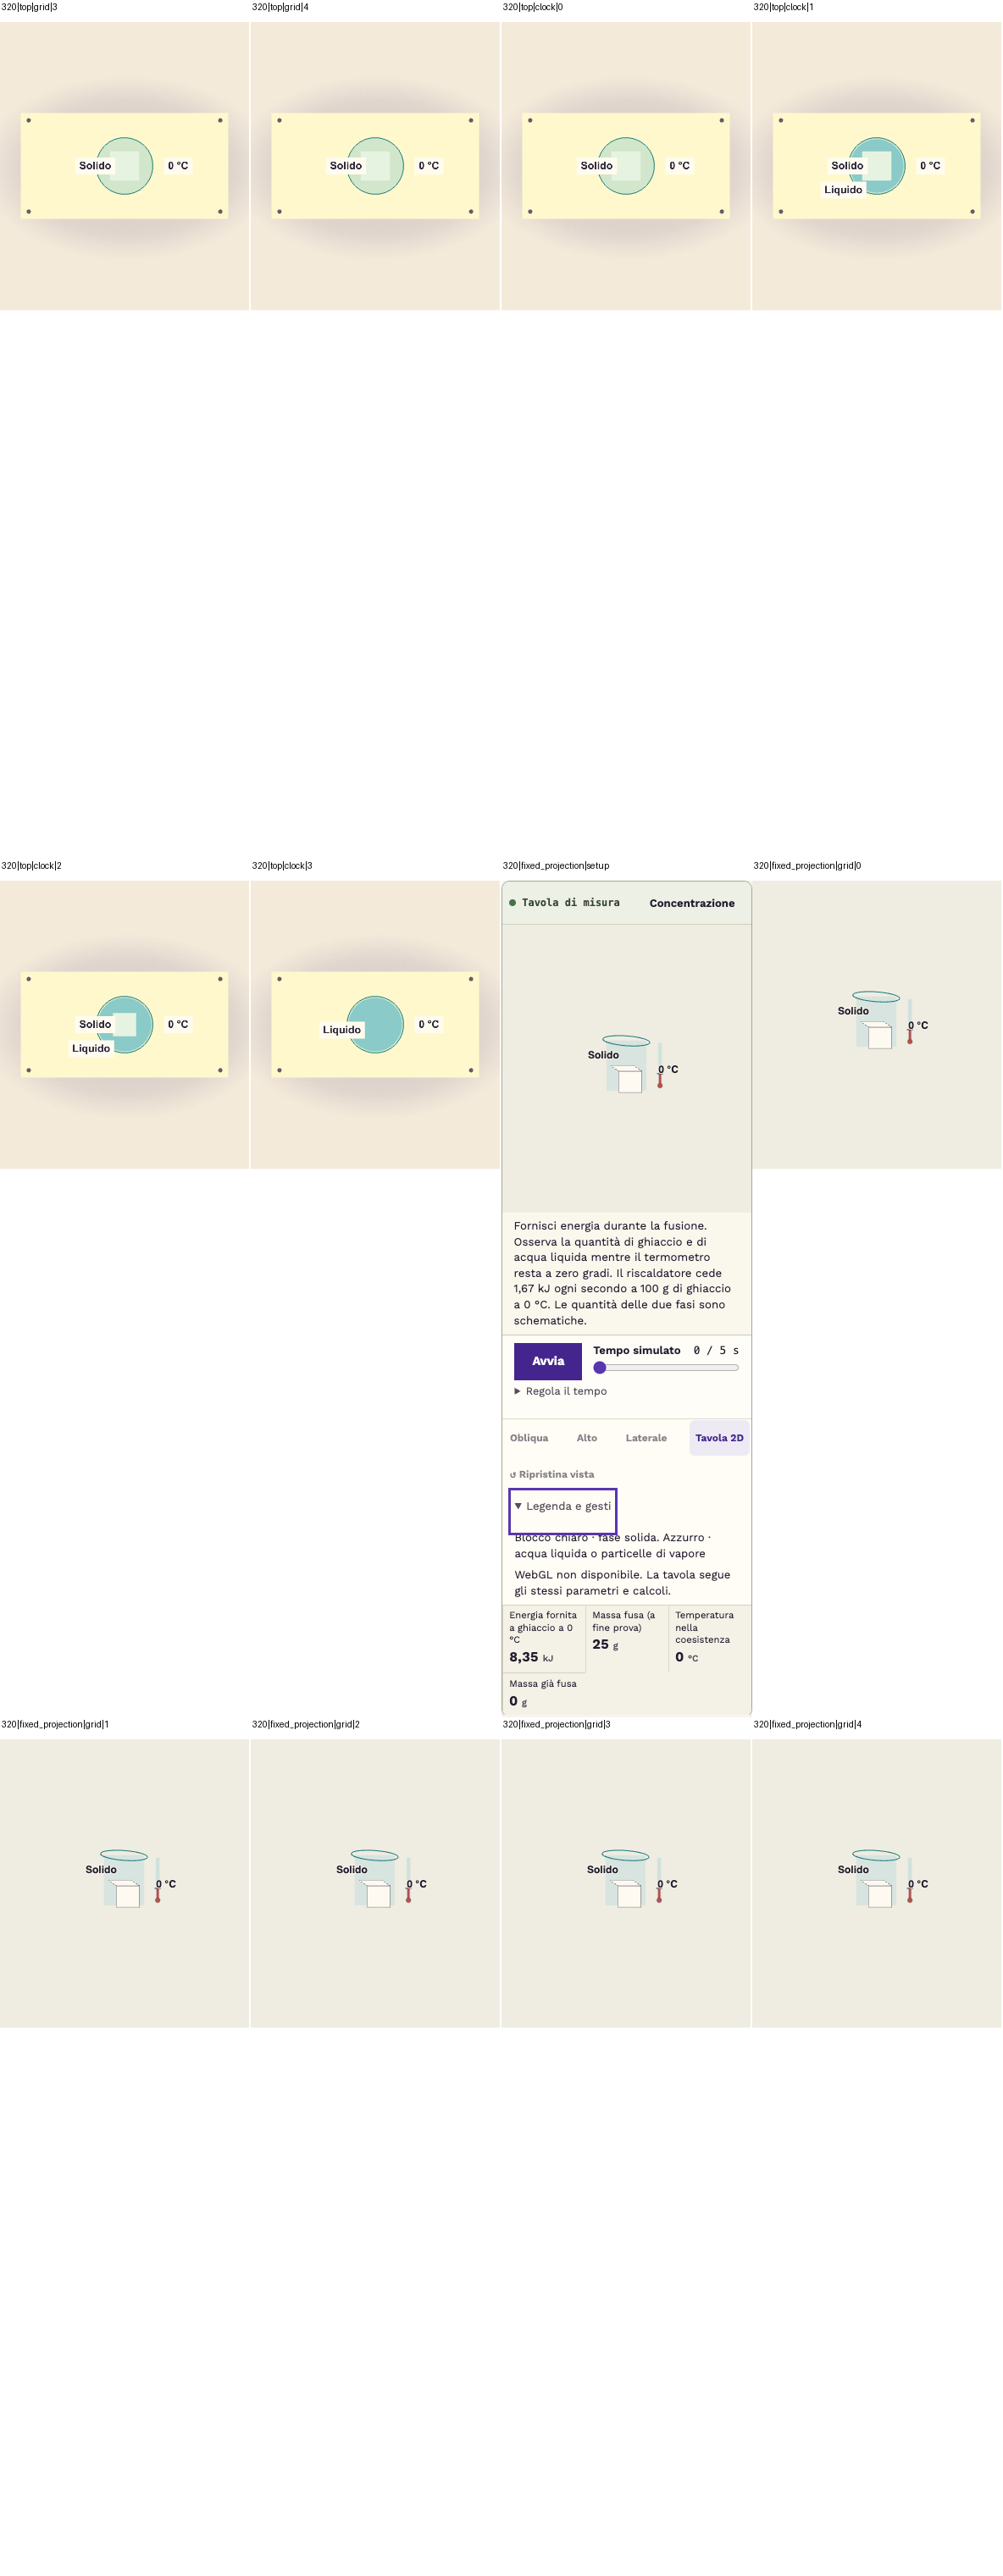 320|top|grid|3
320|top|grid|4
320|top|clock|0
320|top|clock|1
Solido
0 °C
Solido
0 °C
Solido
0 °C
Solido
0 °C
Liquido
320|top|clock|2
320|top|clock|3
320|fixed_projection|setup
320|fixed_projection|grid|0
Solido
0 °C
Liquido
Liquido
0 °C
Tavola di misura
Concentrazione
Solido
0 °C
Fornisci energia durante la fusione.
Osserva la quantità di ghiaccio e di
acqua liquida mentre il termometro
resta a zero gradi. Il riscaldatore cede
1,67 kJ ogni secondo a 100 g di ghiaccio
a 0 °C. Le quantità delle due fasi sono
schematiche.
Avvia
Tempo simulato 0 / 5 s
▶ Regola il tempo
Obliqua
Alto
Laterale
Tavola 2D
↺ Ripristina vista
▼ Legenda e gesti
Blocco chiaro · fase solida. Azzurro ·
acqua liquida o particelle di vapore
WebGL non disponibile. La tavola segue
gli stessi parametri e calcoli.
Energia fornita
a ghiaccio a 0
°C
8,35 kJ
Massa fusa (a
fine prova)
25 g
Temperatura
nella
coesistenza
0 °C
Massa già fusa
0 g
Solido
0 °C
320|fixed_projection|grid|1
320|fixed_projection|grid|2
320|fixed_projection|grid|3
320|fixed_projection|grid|4
Solido
0 °C
Solido
0 °C
Solido
0 °C
Solido
0 °C